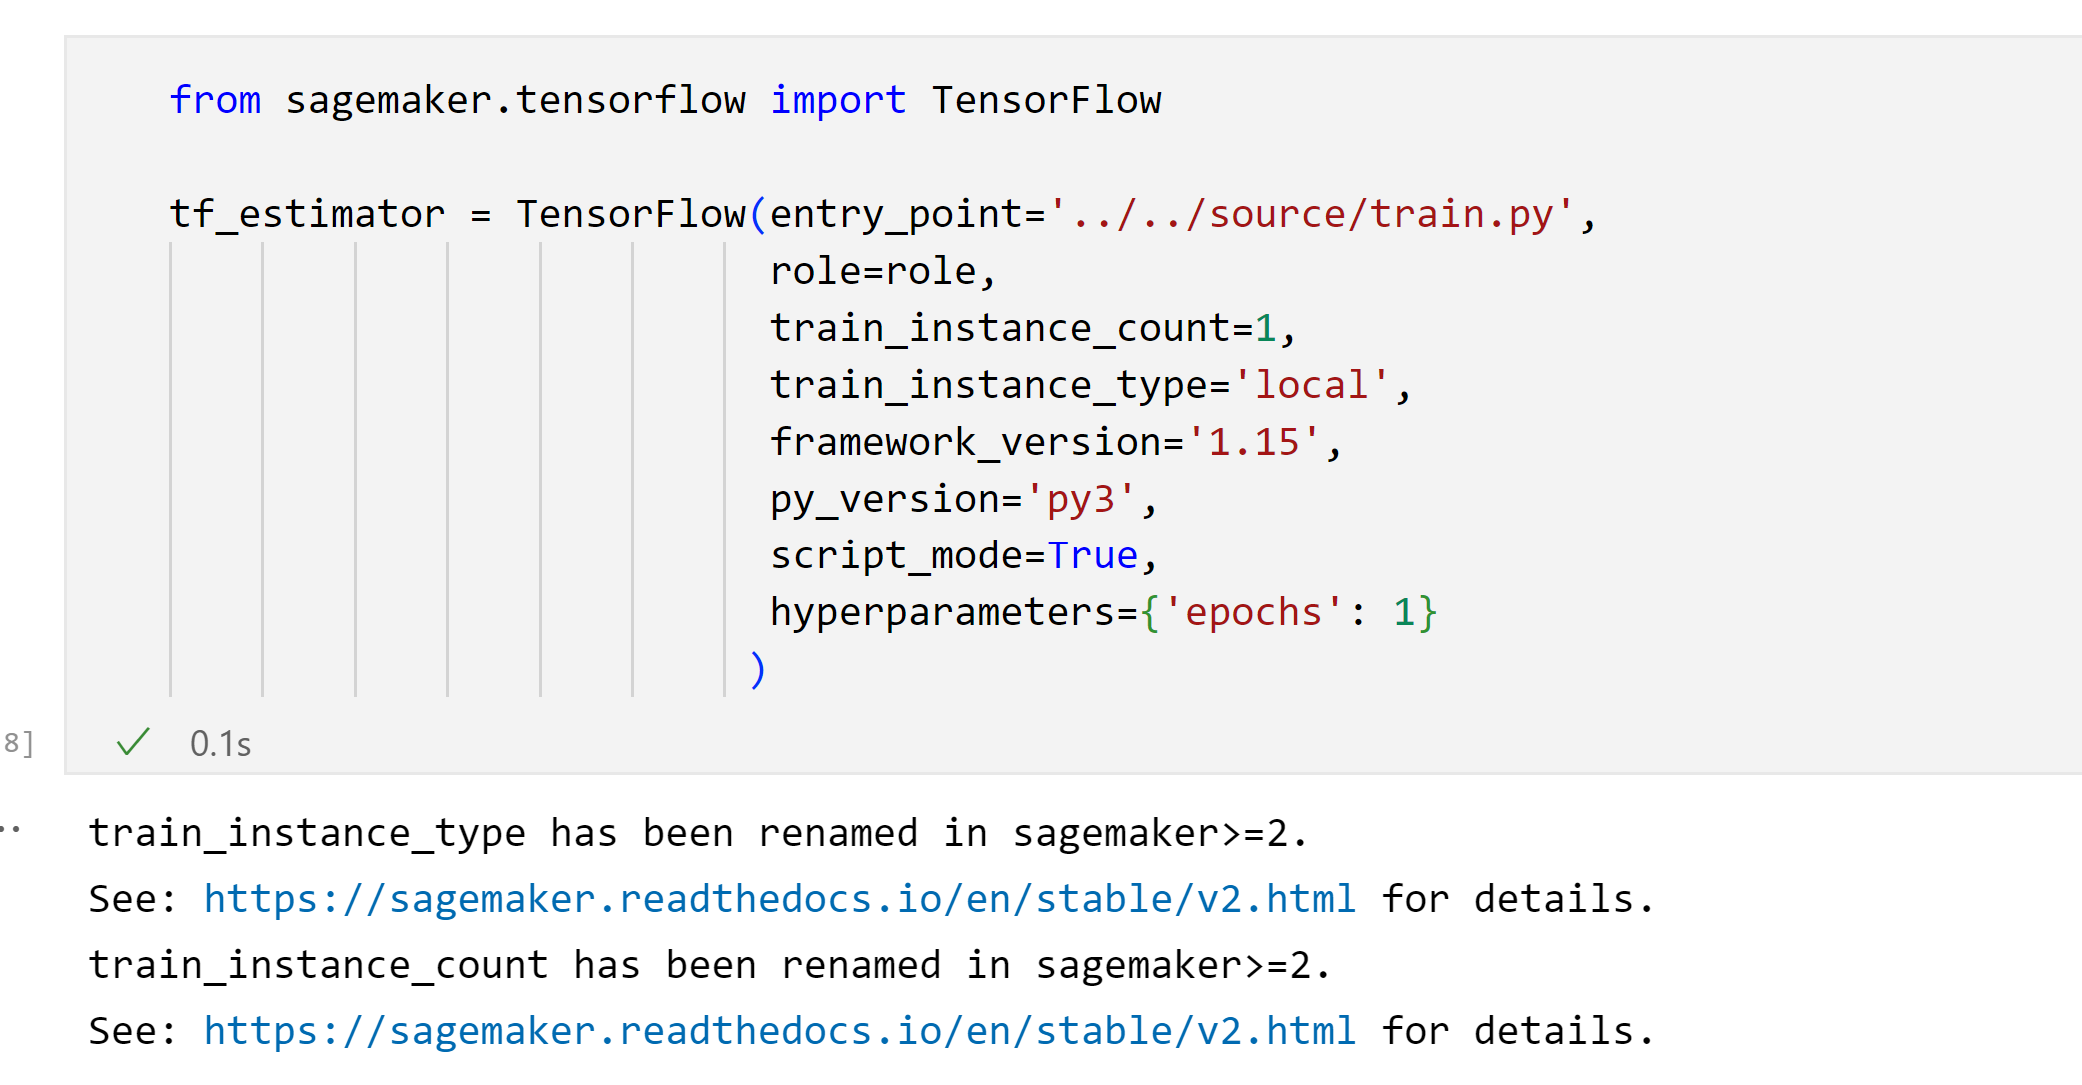 from sagemaker.tensorflow import TensorFlow
tf_estimator = TensorFlow(entry_point='../../source/train.py',
role=role,
train_instance_count=1,
train_instance_type='local',
framework_version='1.15',
py_version='py3',
script_mode=True,
hyperparameters={'epochs': 1}
)
8] 0.1s
train_instance_type has been renamed in sagemaker>=2.
See: https://sagemaker.readthedocs.io/en/stable/v2.html for details.
train_instance_count has been renamed in sagemaker>=2.
See: https://sagemaker.readthedocs.io/en/stable/v2.html for details.